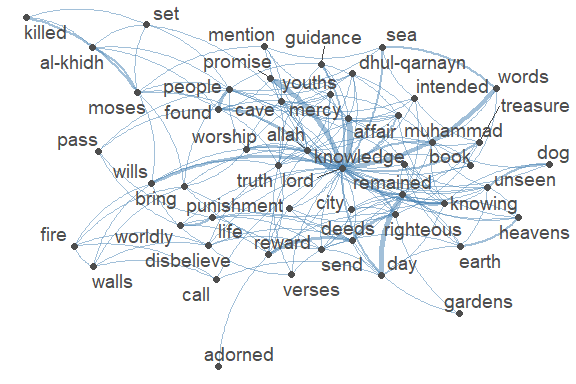 set
killed
mention
guidance
sea
al-khidh
promise
dhul-qarnayn
people
youths
intended
words
moses
found
cave
mercy
treasure
pass
worship
allah
affair
muhammad
knowledge
book
dog
wills
truth
lord
remained
unseen
bring
punishment
city
knowing
fire
worldly
life
reward
deeds
righteous
heavens
disbelieve
send
day
earth
walls
call
verses
gardens
adorned